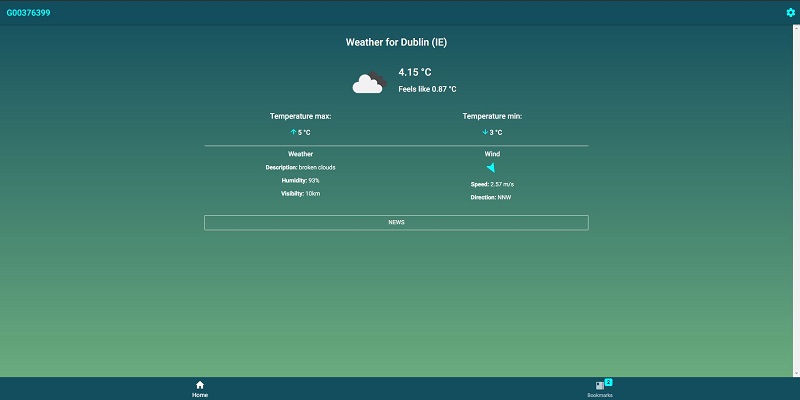 G00376399
Weather for Dublin (IE)
4.15 °C
Feels like 0.87 °C
Temperature max:
Temperature min:
5 °C
3 °C
Weather
Wind
Description: broken clouds
Humidity: 93%
Visibilty: 10km
Speed: 2.57 m/s
Direction: NNW
NEWS
Home
2
Bookmarks